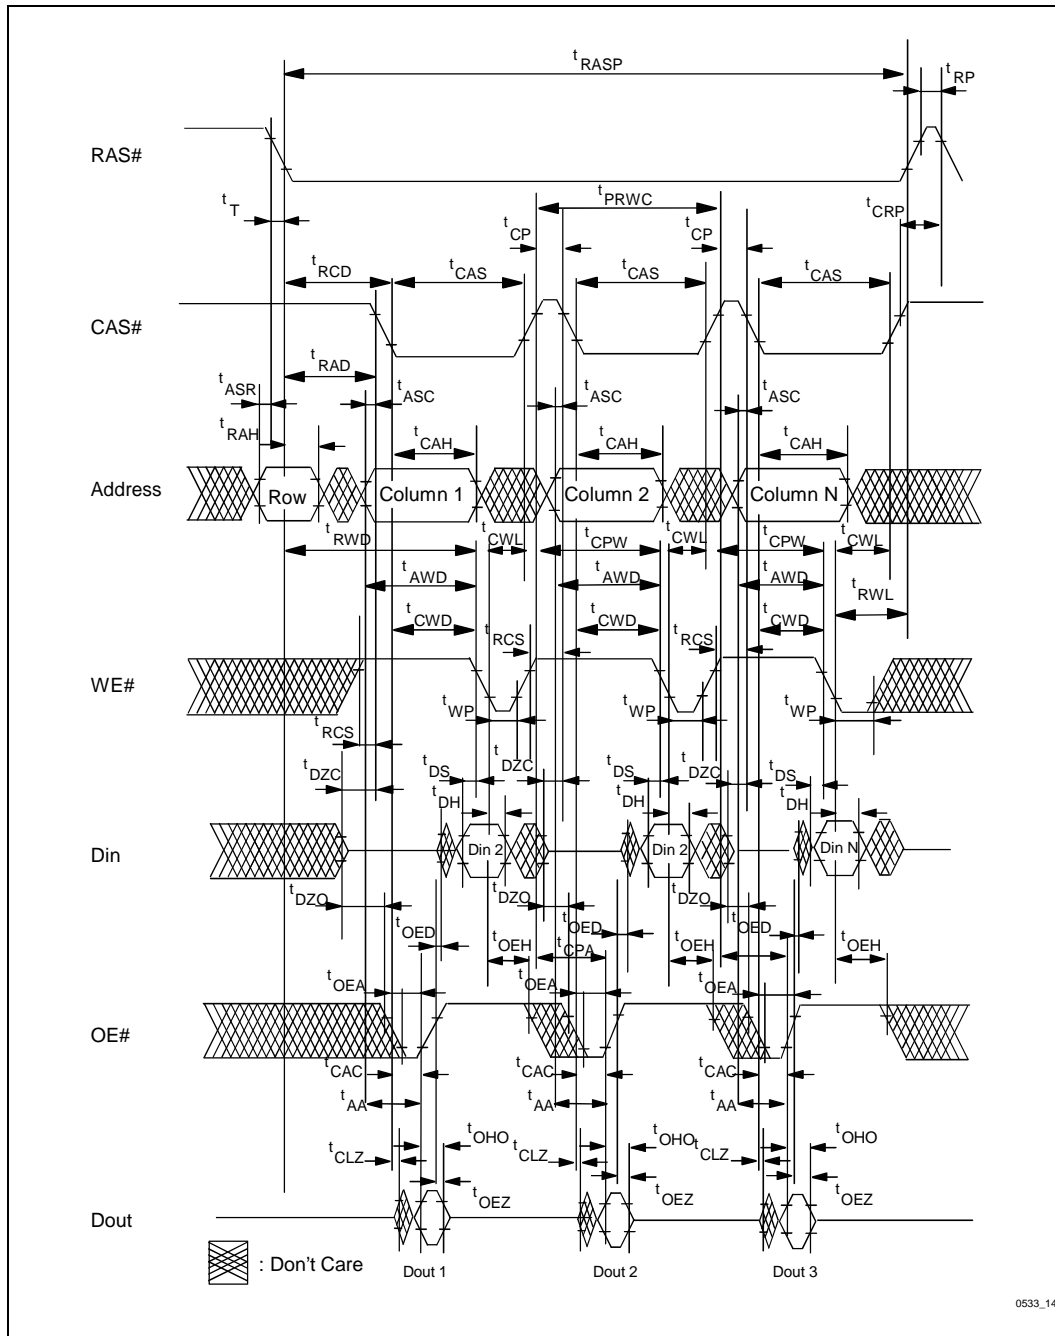 tRASP
tRP
RAS#
tT
tPRWC
tCRP
tCP
tCP
tRCD
tCAS
tCAS
tCAS
CAS#
tRAD
tASR
tASC
tASC
tASC
tRAH
tCAH
tCAH
tCAH
Address
Row
Column 1
Column 2
Column N
tRWD
tCWL
tCPW
tCWL
tCPW
tCWL
tAWD
tAWD
tAWD
tRWL
tCWD
tCWD
tCWD
tRCS
tRCS
WE#
tWP
tWP
tWP
tRCS
tDZC
tDS
tDZC
tDS
tDZC
tDS
tDH
tDH
tDH
Din
Din 2
Din 2
Din N
tDZO
tDZO
tDZO
tOED
tOED
tOED
tOEH
tCPA
tOEH
tOEH
tOEA
tOEA
tOEA
OE#
tCAC
tCAC
tCAC
tAA
tAA
tAA
tCLZ
tOHO
tCLZ
tOHO
tCLZ
tOHO
tOEZ
tOEZ
tOEZ
Dout
: Don't Care
Dout 1
Dout 2
Dout 3
0533_14